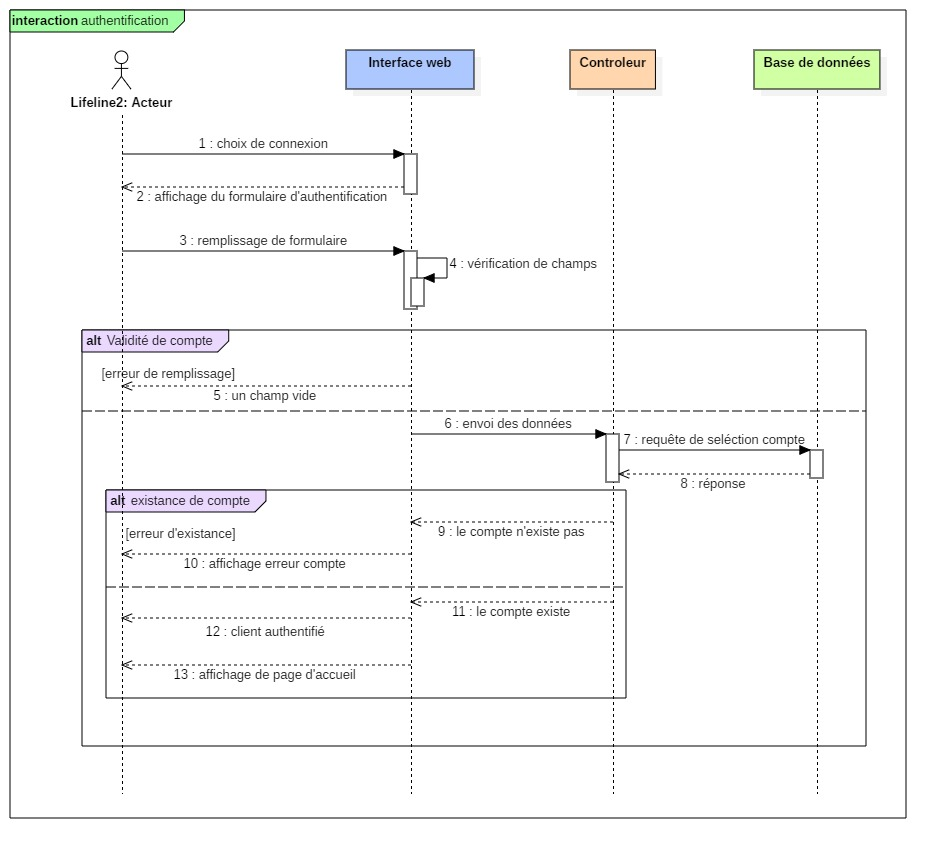 interaction authentification
Interface web
Controleur
Base de données
Lifeline2: Acteur
1 : choix de connexion
2 : affichage du formulaire d'authentification
3 : remplissage de formulaire
4 : vérification de champs
alt Validité de compte
[erreur de remplissage]
5 : un champ vide
6 : envoi des données
7 : requête de seléction compte
8 : réponse
alt existance de compte
9 : le compte n'existe pas
[erreur d'existance]
10 : affichage erreur compte
11 : le compte existe
12 : client authentifié
13 : affichage de page d'accueil